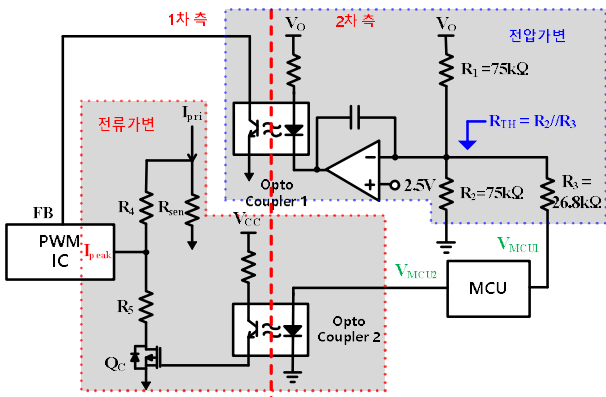 1차 측
2차 측
전압가변
V_O
V_O
R_1 =75kΩ
R_TH = R_2//R_3
전류가변
I_pri
Opto
Coupler 1
2.5V
R_2=75kΩ
R_3 =
26.8kΩ
FB
R_4
R_sen
V_CC
V_MCU1
PWM
IC
I_peak
V_MCU2
MCU
R_5
Opto
Coupler 2
Q_C